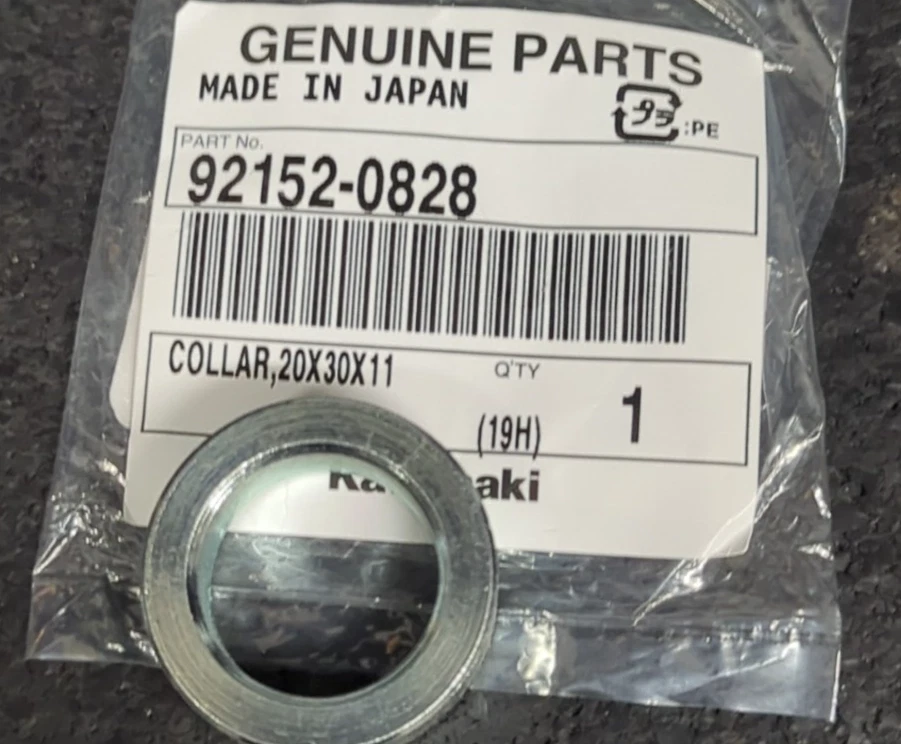 GENUINE PARTS
MADE IN JAPAN
プラ :PE
PART No.
92152-0828
COLLAR,20X30X11
Q'TY
1
(19H)